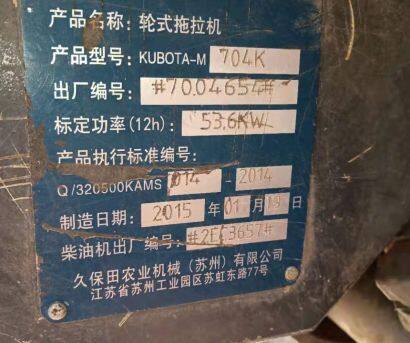 产品名称：轮式拖拉机
产品型号：KUBOTA-M 704K
出厂编号：#7004654#
标定功率(12h)：53.6KW
产品执行标准编号：
Q/320500KAMS 014 - 2014
制造日期：2015 年 01 月 19 日
柴油机出厂编号：#2EF3657#
久保田农业机械（苏州）有限公司
江苏省苏州工业园区苏虹东路77号